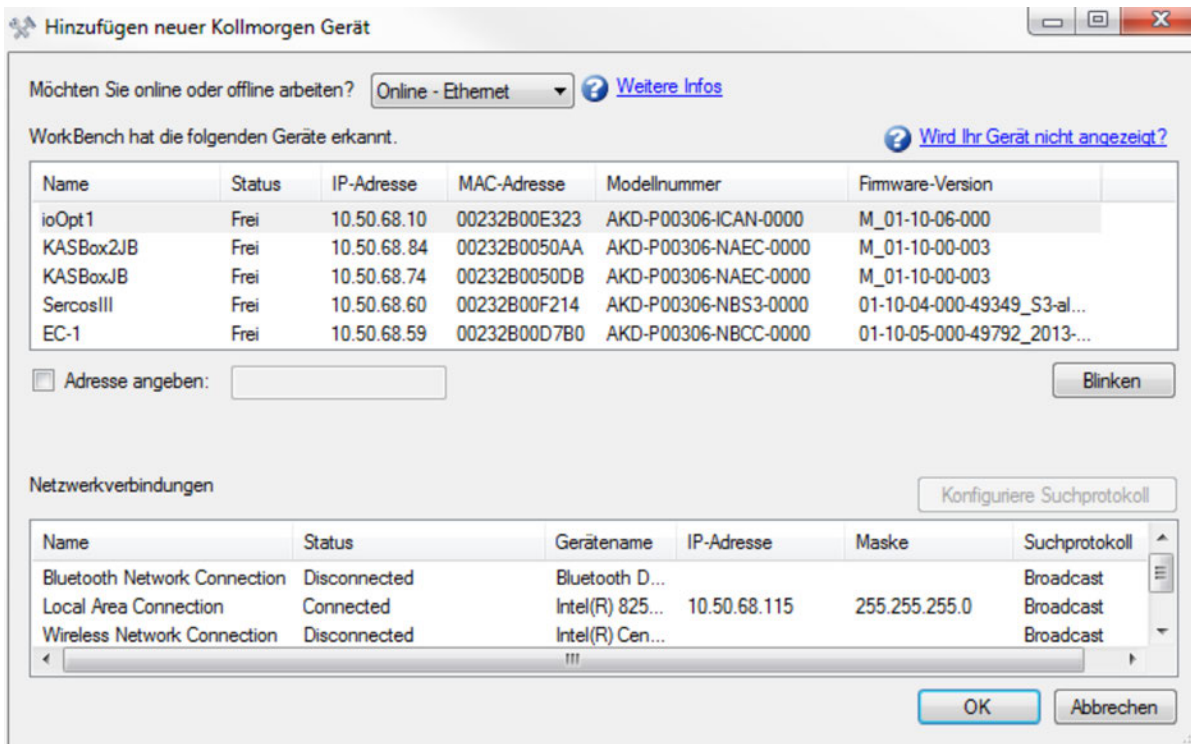 Hinzufügen neuer Kollmorgen Gerät
Möchten Sie online oder offline arbeiten? Online - Ethernet Weitere Infos
WorkBench hat die folgenden Geräte erkannt. Wird Ihr Gerät nicht angezeigt?
Name Status IP-Adresse MAC-Adresse Modellnummer Firmware-Version
ioOpt1 Frei 10.50.68.10 00232B00E323 AKD-P00306-ICAN-0000 M_01-10-06-000
KASBox2JB Frei 10.50.68.84 00232B0050AA AKD-P00306-NAEC-0000 M_01-10-00-003
KASBoxJB Frei 10.50.68.74 00232B0050DB AKD-P00306-NAEC-0000 M_01-10-00-003
SercosIII Frei 10.50.68.60 00232B00F214 AKD-P00306-NBS3-0000 01-10-04-000-49349_S3-al...
EC-1 Frei 10.50.68.59 00232B00D7B0 AKD-P00306-NBCC-0000 01-10-05-000-49792_2013-...
Adresse angeben: Blinken
Netzwerkverbindungen Konfiguriere Suchprotokoll
Name Status Gerätename IP-Adresse Maske Suchprotokoll
Bluetooth Network Connection Disconnected Bluetooth D... Broadcast
Local Area Connection Connected Intel(R) 825... 10.50.68.115 255.255.255.0 Broadcast
Wireless Network Connection Disconnected Intel(R) Cen... Broadcast
OK Abbrechen